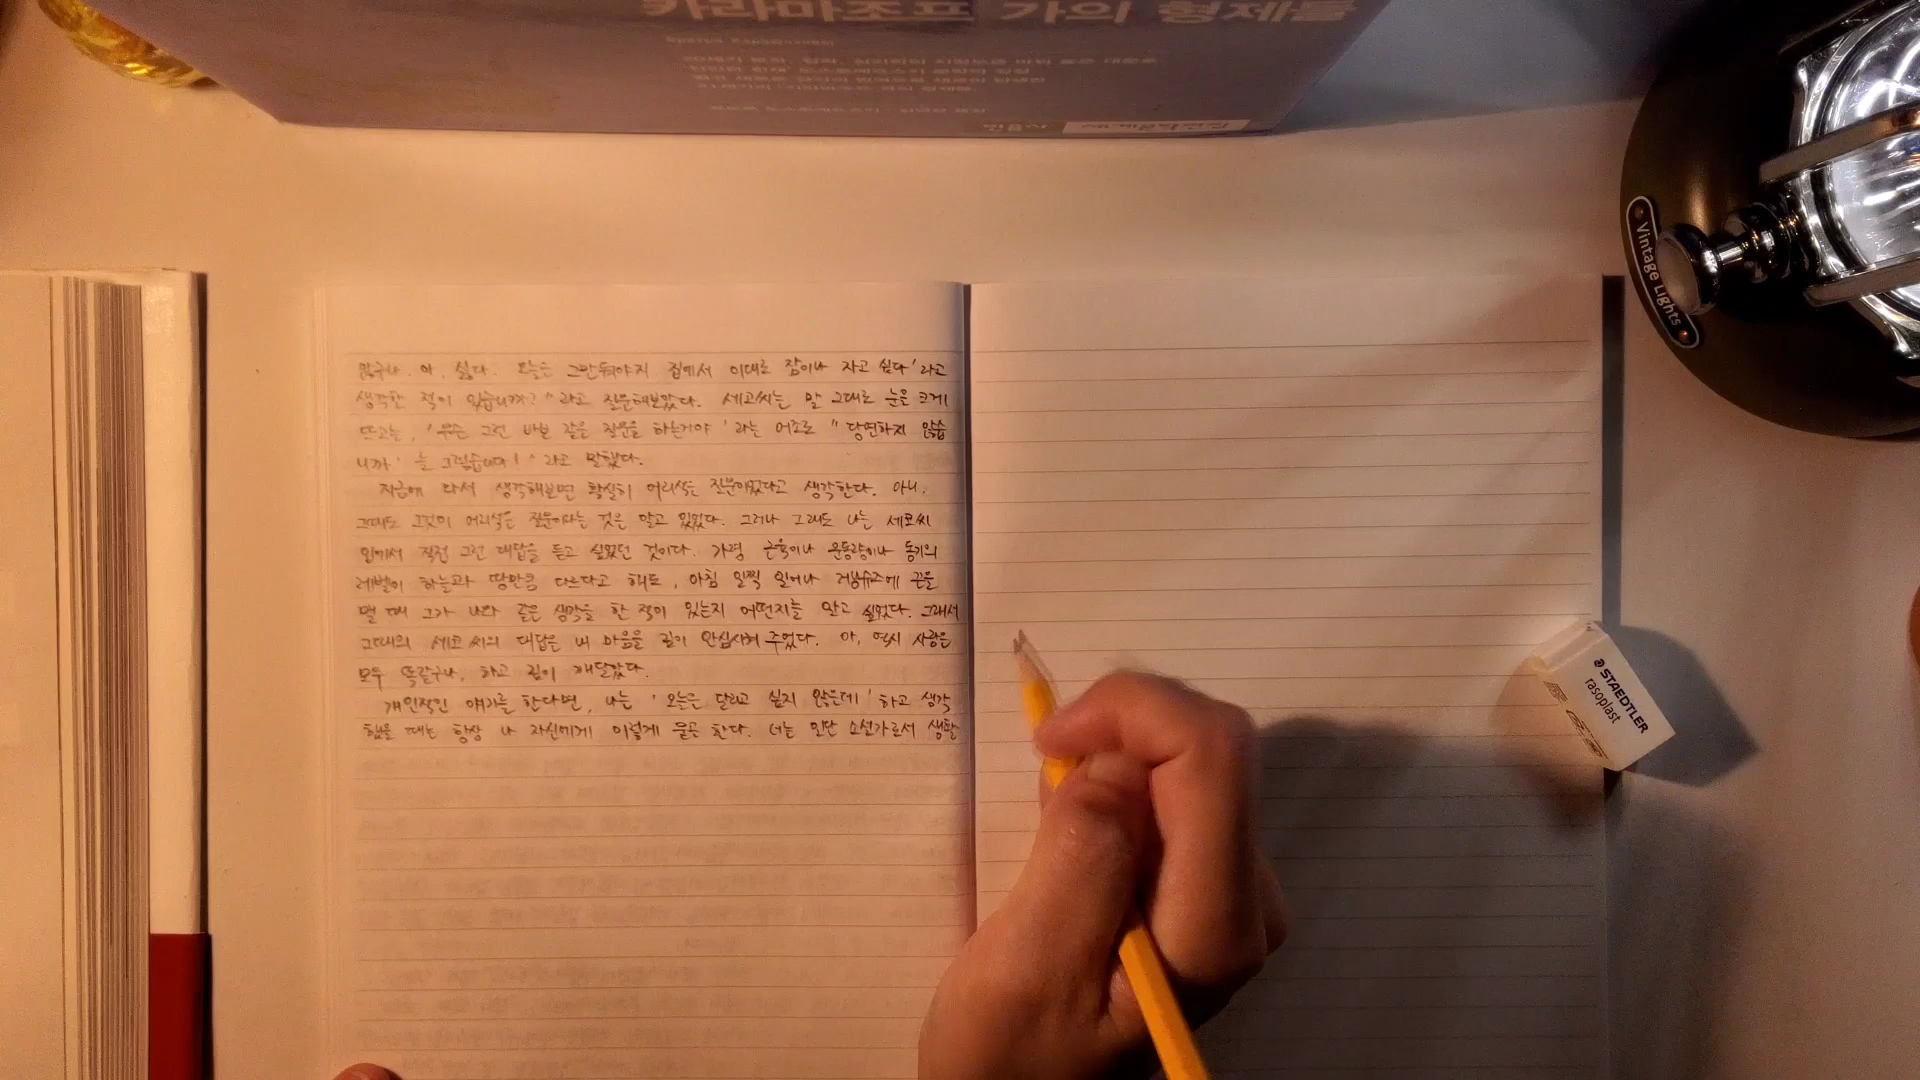 카라마조프 가의 형제들
민음사 세계문학전집
Vintage Lights
않구나. 아, 싫다. 오늘은 그만둬야지 집에서 이대로 잠이나 자고 싶다'라고
생각한 적이 있습니까?"라고 질문해보았다. 세코씨는 말 그대로 눈을 크게
뜨고는, '무슨 그런 바보 같은 질문을 하는거야'라는 어조로 "당연하지 않습
니까' 늘 그렇습니다!"라고 말했다.
지금에 다서 생각해보면 확실히 어리석은 질문이었다고 생각한다. 아니,
그때도 그것이 어리석은 질문이라는 것은 알고 있었다. 그러나 그래도 나는 세코씨
입에서 직접 그런 대답을 듣고 싶었던 것이다. 가령 근육이나 운동량이나 동기의
레벨이 하늘과 땅만큼 다르다고 해도, 아침 일찍 일어나 러닝슈즈에 끈을
맬 때 그가 나와 같은 생각을 한 적이 있는지 어떤지를 알고 싶었다. 그래서
그때의 세코 씨의 대답은 내 마음을 깊이 안심시켜 주었다. 아, 역시 사람은
모두 똑같구나, 하고 깊이 깨달았다.
개인적인 얘기를 한다면, 나는 '오늘은 달리고 싶지 않은데'하고 생각
했을 때는 항상 나 자신에게 이렇게 묻곤 한다. 너는 일단 소설가로서 생활
STAEDTLER
rasoplast